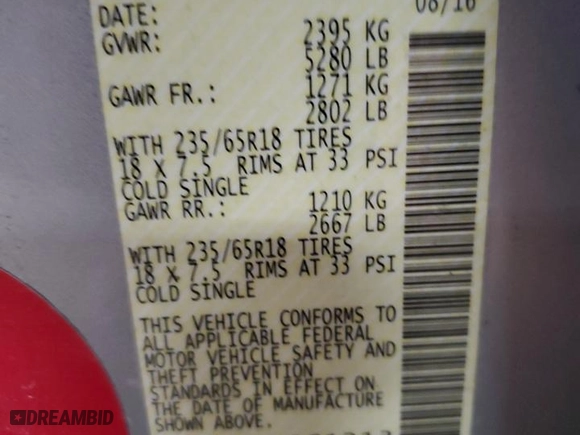 DATE: 08/16
GVWR: 2395 KG
5280 LB
GAWR FR.: 1271 KG
2802 LB
WITH 235/65R18 TIRES
18 X 7.5 RIMS AT 33 PSI
COLD SINGLE
GAWR RR.: 1210 KG
2667 LB
WITH 235/65R18 TIRES
18 X 7.5 RIMS AT 33 PSI
COLD SINGLE
THIS VEHICLE CONFORMS TO
ALL APPLICABLE FEDERAL
MOTOR VEHICLE SAFETY AND
THEFT PREVENTION
STANDARDS IN EFFECT ON
THE DATE OF MANUFACTURE
SHOWN ABOVE.
DREAMBID